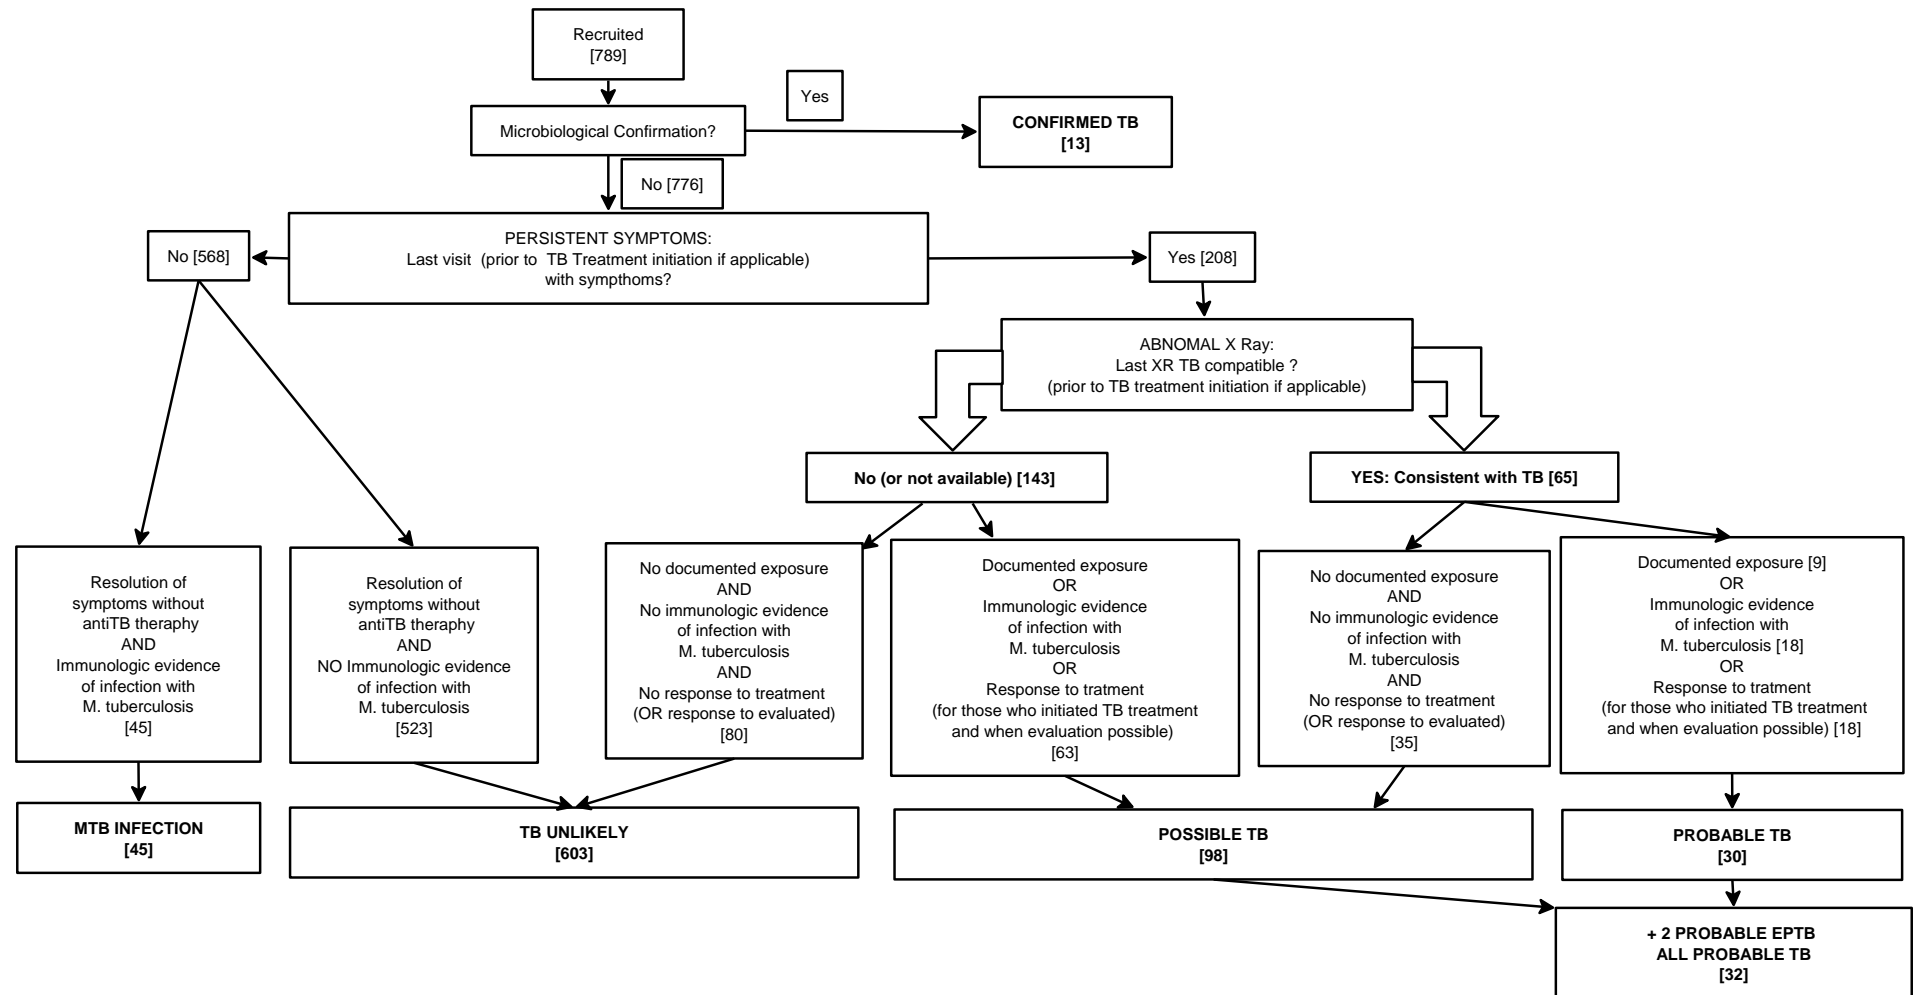 Recruited
[789]
Yes
Microbiological Confirmation?
CONFIRMED TB
[13]
No [776]
No [568]
PERSISTENT SYMPTOMS:
Last visit (prior to TB Treatment initiation if applicable)
with sympthoms?
Yes [208]
ABNOMAL X Ray:
Last XR TB compatible ?
(prior to TB treatment initiation if applicable)
No (or not available) [143]
YES: Consistent with TB [65]
Resolution of
symptoms without
antiTB theraphy
AND
Immunologic evidence
of infection with
M. tuberculosis
[45]
Resolution of
symptoms without
antiTB theraphy
AND
NO Immunologic evidence
of infection with
M. tuberculosis
[523]
No documented exposure
AND
No immunologic evidence
of infection with
M. tuberculosis
AND
No response to treatment
(OR response to evaluated)
[80]
Documented exposure
OR
Immunologic evidence
of infection with
M. tuberculosis
OR
Response to tratment
(for those who initiated TB treatment
and when evaluation possible)
[63]
No documented exposure
AND
No immunologic evidence
of infection with
M. tuberculosis
AND
No response to treatment
(OR response to evaluated)
[35]
Documented exposure [9]
OR
Immunologic evidence
of infection with
M. tuberculosis [18]
OR
Response to tratment
(for those who initiated TB treatment
and when evaluation possible) [18]
MTB INFECTION
[45]
TB UNLIKELY
[603]
POSSIBLE TB
[98]
PROBABLE TB
[30]
+ 2 PROBABLE EPTB
ALL PROBABLE TB
[32]